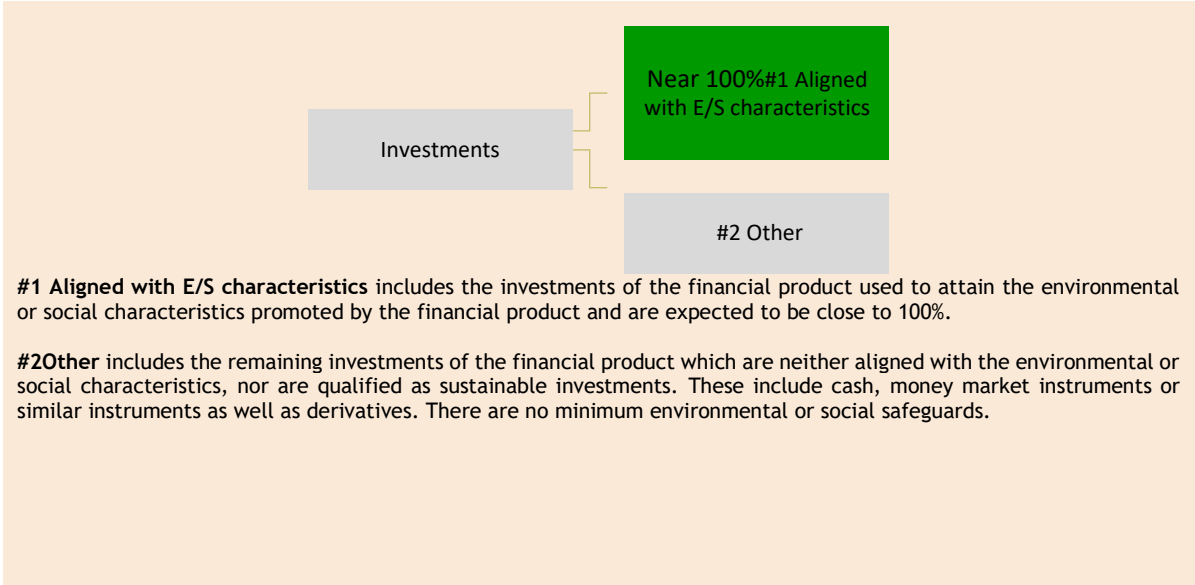 Near 100%#1 Aligned
with E/S characteristics
Investments
#2 Other
#1 Aligned with E/S characteristics includes the investments of the financial product used to attain the environmental
or social characteristics promoted by the financial product and are expected to be close to 100%.
#2Other includes the remaining investments of the financial product which are neither aligned with the environmental or
social characteristics, nor are qualified as sustainable investments. These include cash, money market instruments or
similar instruments as well as derivatives. There are no minimum environmental or social safeguards.